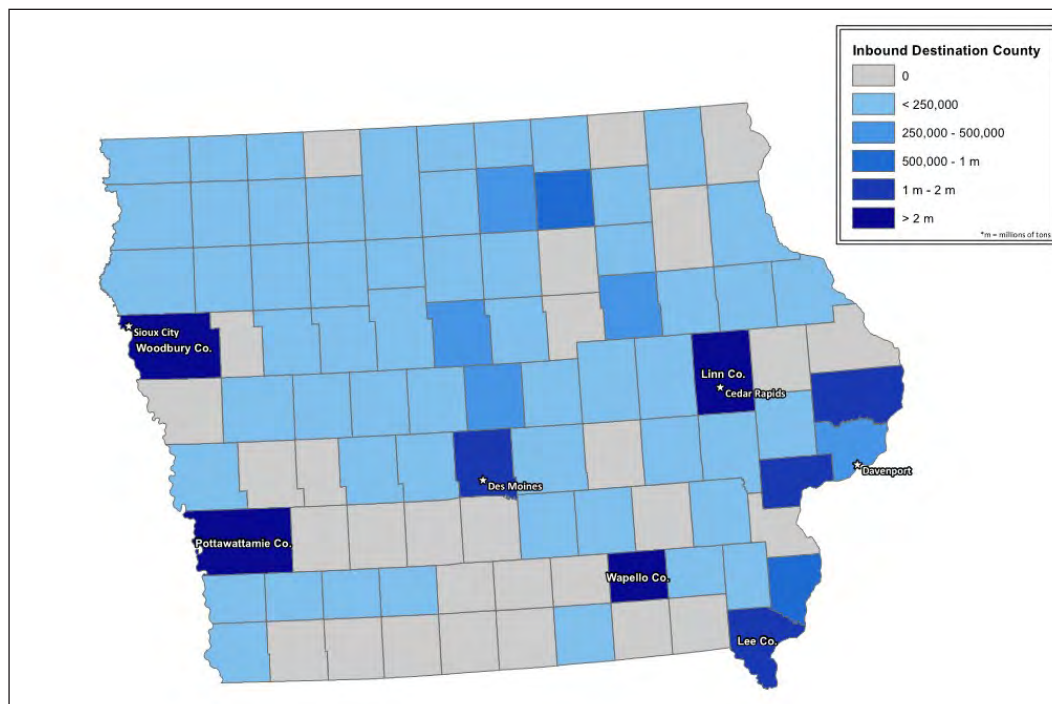 Inbound Destination County
0
< 250,000
250,000 - 500,000
500,000 - 1 m
1 m - 2 m
> 2 m
*m = millions of tons
Sioux City
Woodbury Co.
Linn Co.
Cedar Rapids
Davenport
Des Moines
Pottawattamie Co.
Wapello Co.
Lee Co.